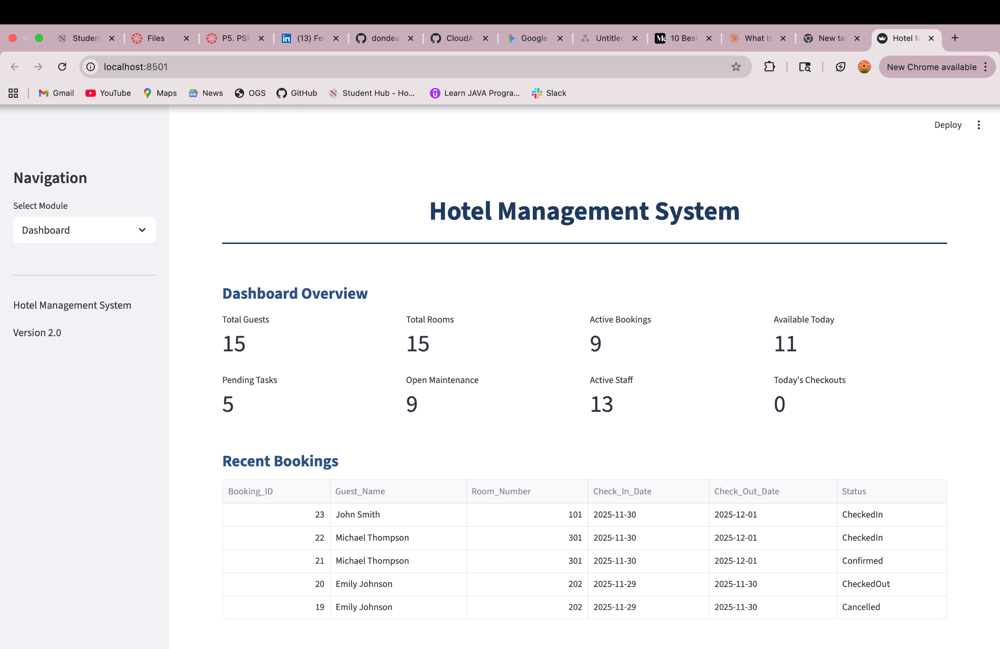 Studen Files P5. PSM (13) Fee dondea CloudA Google Untitled 10 Best What is New ta Hotel M
localhost:8501 New Chrome available
Gmail YouTube Maps News OGS GitHub Student Hub - Ho... Learn JAVA Progra... Slack
Deploy
Navigation
Select Module
Dashboard
Hotel Management System
Version 2.0
Hotel Management System
Dashboard Overview
Total Guests Total Rooms Active Bookings Available Today
15 15 9 11
Pending Tasks Open Maintenance Active Staff Today's Checkouts
5 9 13 0
Recent Bookings
Booking_ID Guest_Name Room_Number Check_In_Date Check_Out_Date Status
23 John Smith 101 2025-11-30 2025-12-01 CheckedIn
22 Michael Thompson 301 2025-11-30 2025-12-01 CheckedIn
21 Michael Thompson 301 2025-11-30 2025-12-01 Confirmed
20 Emily Johnson 202 2025-11-29 2025-11-30 CheckedOut
19 Emily Johnson 202 2025-11-29 2025-11-30 Cancelled